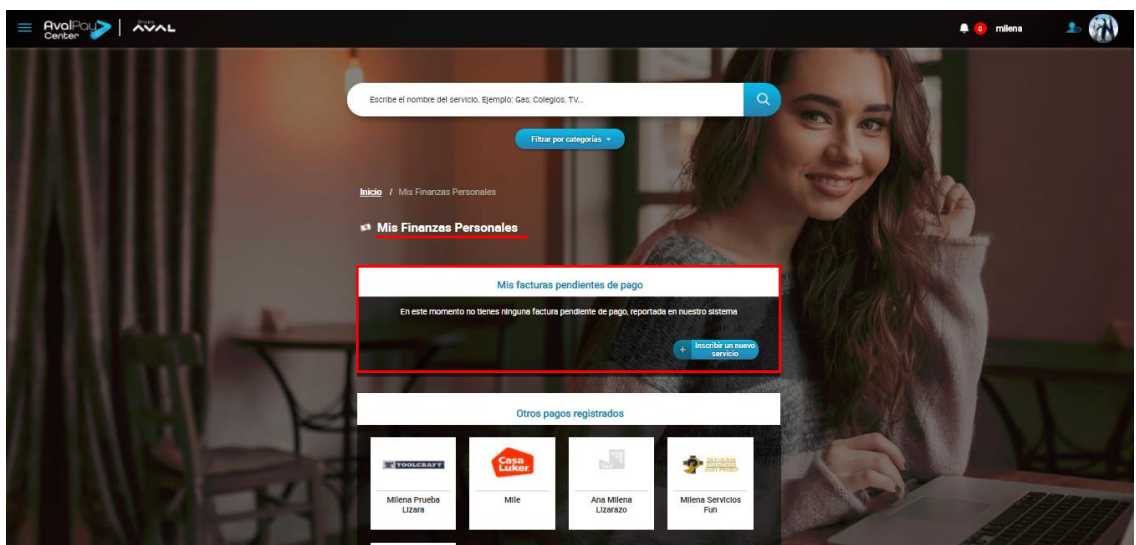 AvalPay
Center
Grupo
AVAL
0
milena
Escribe el nombre del servicio, Ejemplo: Gas, Colegios, TV...
Filtrar por categorías
Inicio / Mis Finanzas Personales
Mis Finanzas Personales
Mis facturas pendientes de pago
En este momento no tienes ninguna factura pendiente de pago, reportada en nuestro sistema
+ Inscribir un nuevo
servicio
Otros pagos registrados
TOOLCRAFT
Casa
Luker
Milena Prueba
Lizara
Mile
Ana Milena
Lizarazo
Milena Servicios
Fun